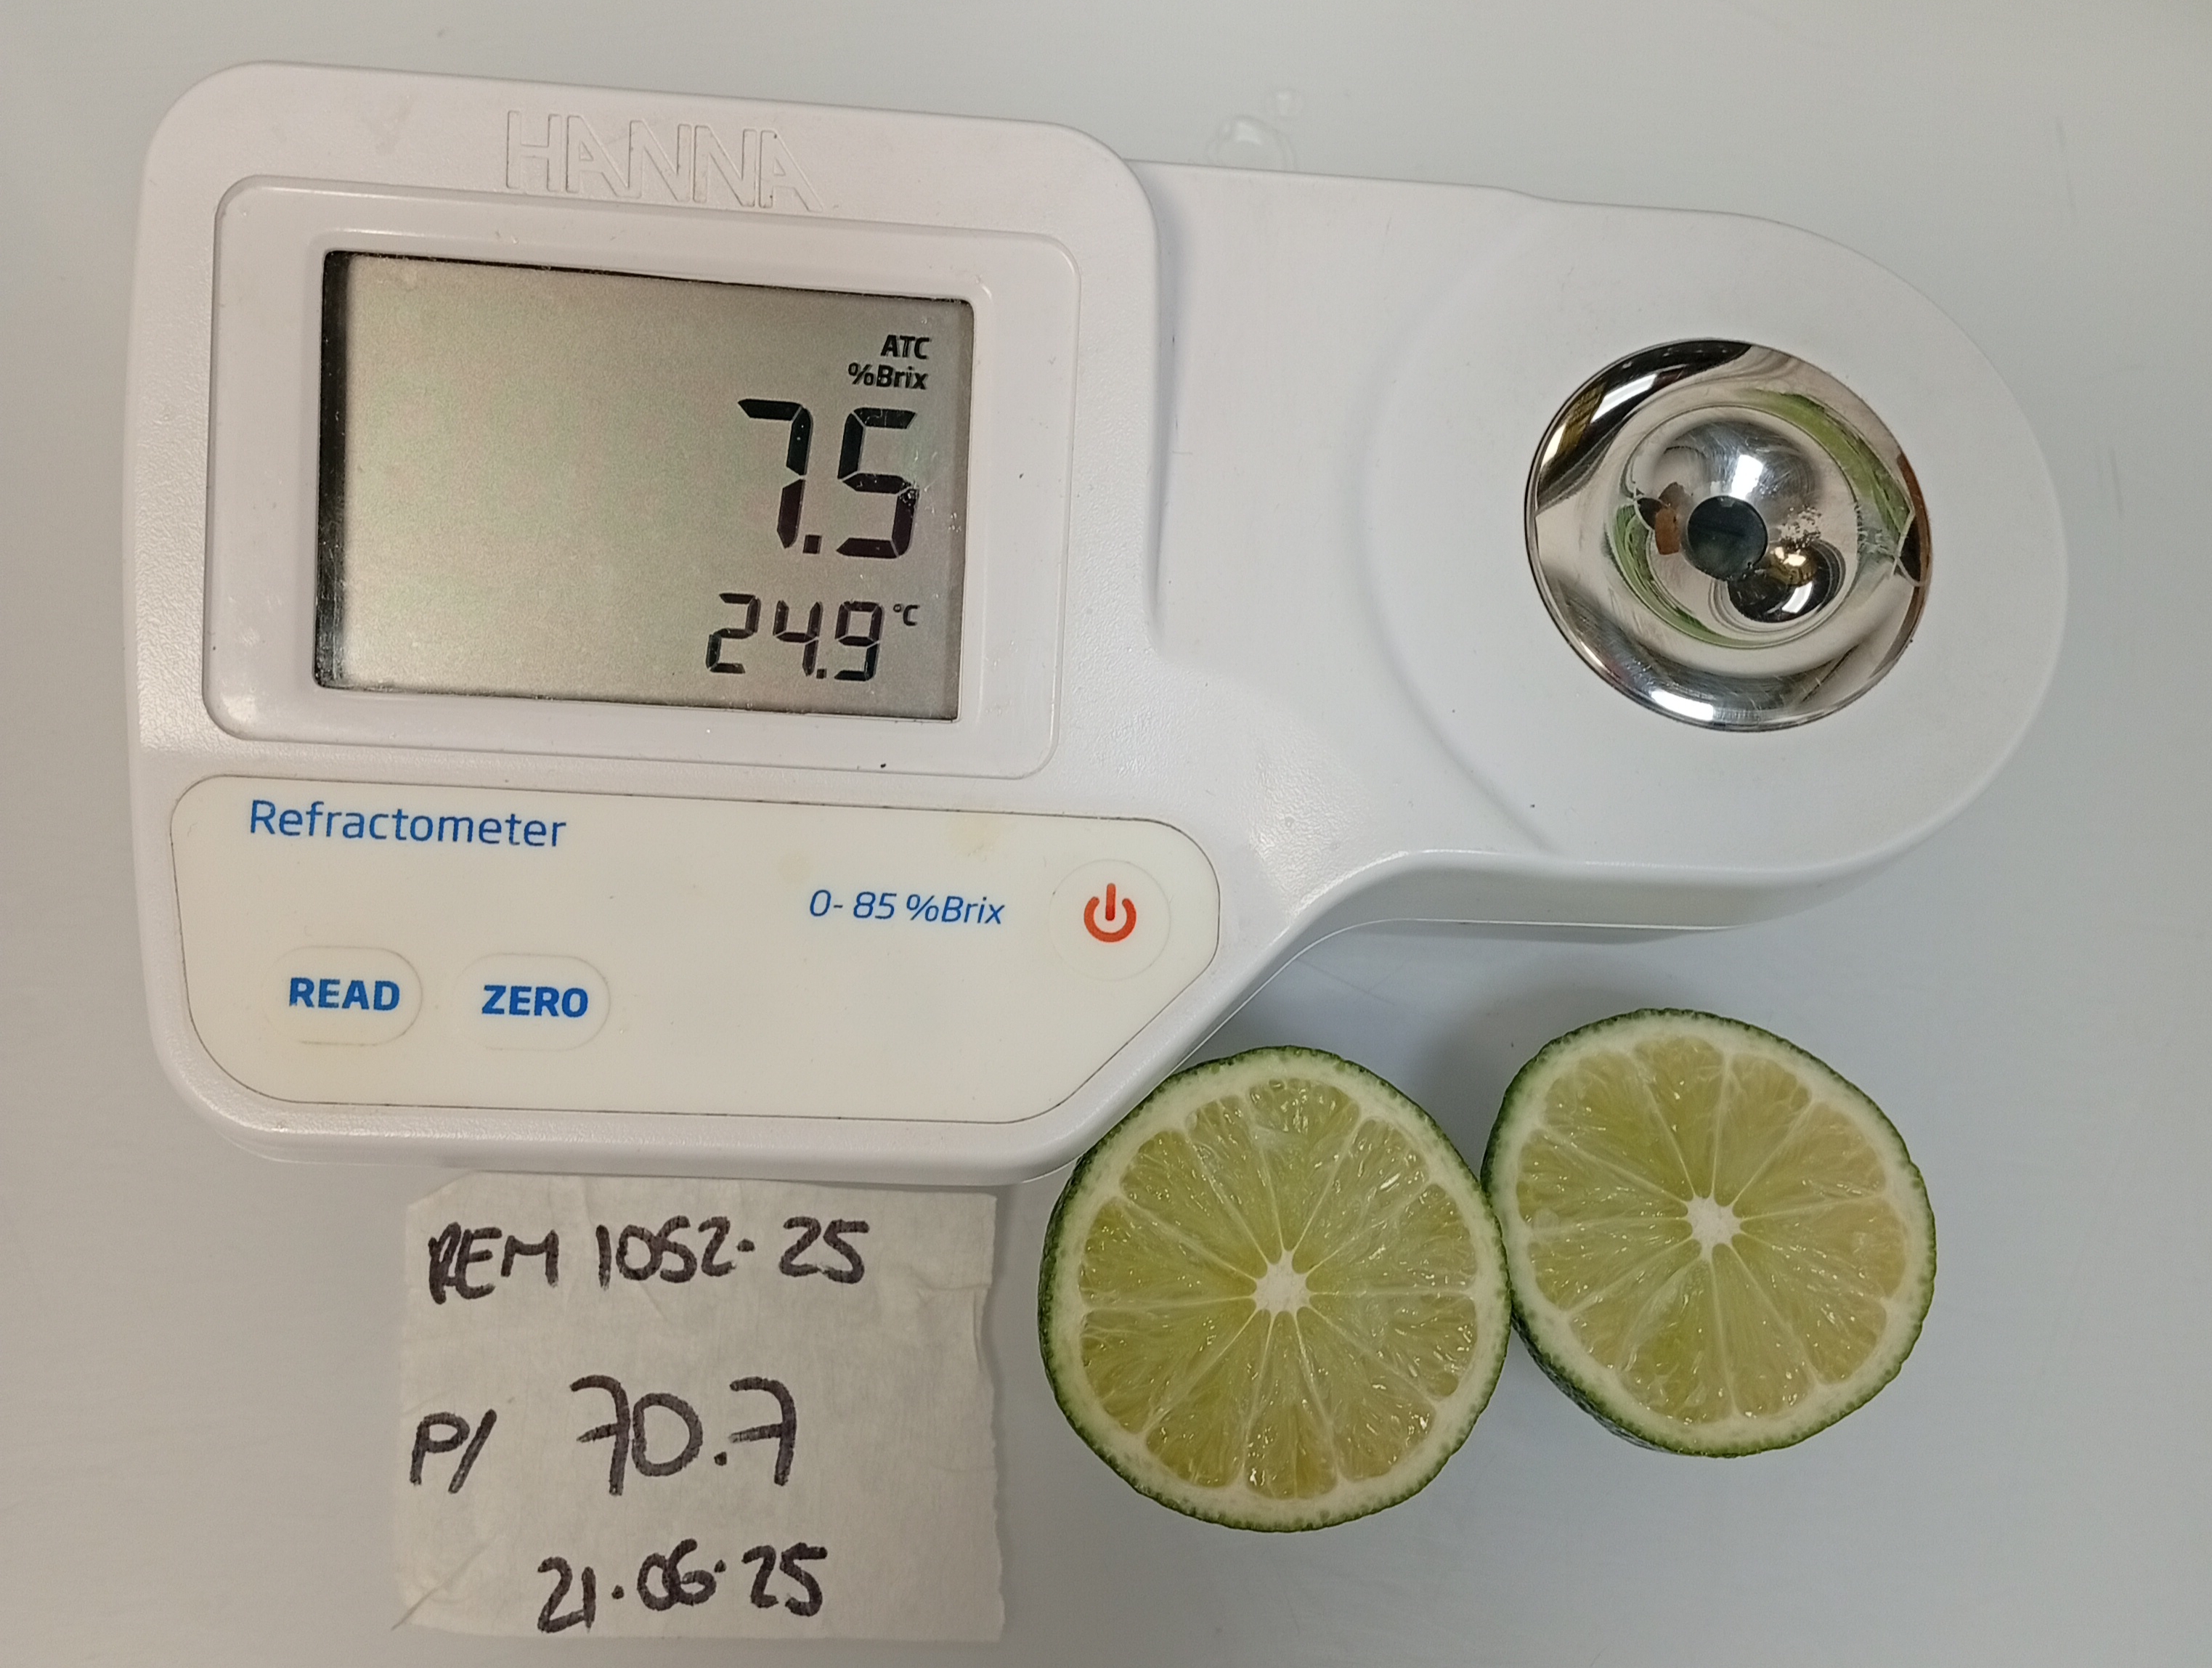 HANNA
ATC
%Brix
7.5
24.9 °C
Refractometer
0-85 %Brix
READ ZERO
REM 1052-25
P/ 70.7
21.06.25